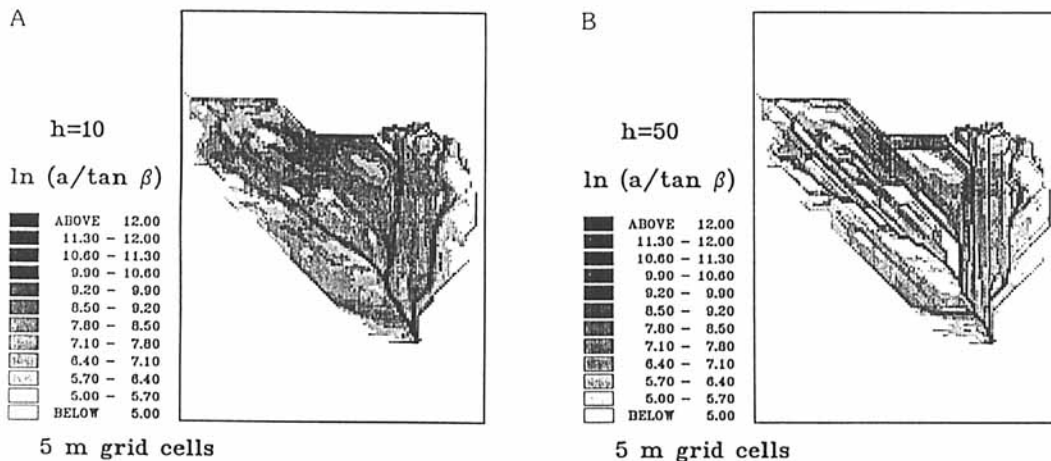 A
h=10
ln (a/tan β)
ABOVE 12.00
11.30 – 12.00
10.60 – 11.30
9.90 – 10.60
9.20 – 9.90
8.50 – 9.20
7.80 – 8.50
7.10 – 7.80
6.40 – 7.10
5.70 – 6.40
5.00 – 5.70
BELOW 5.00
5 m grid cells
B
h=50
ln (a/tan β)
ABOVE 12.00
11.30 – 12.00
10.60 – 11.30
9.90 – 10.60
9.20 – 9.90
8.50 – 9.20
7.80 – 8.50
7.10 – 7.80
6.40 – 7.10
5.70 – 6.40
5.00 – 5.70
BELOW 5.00
5 m grid cells